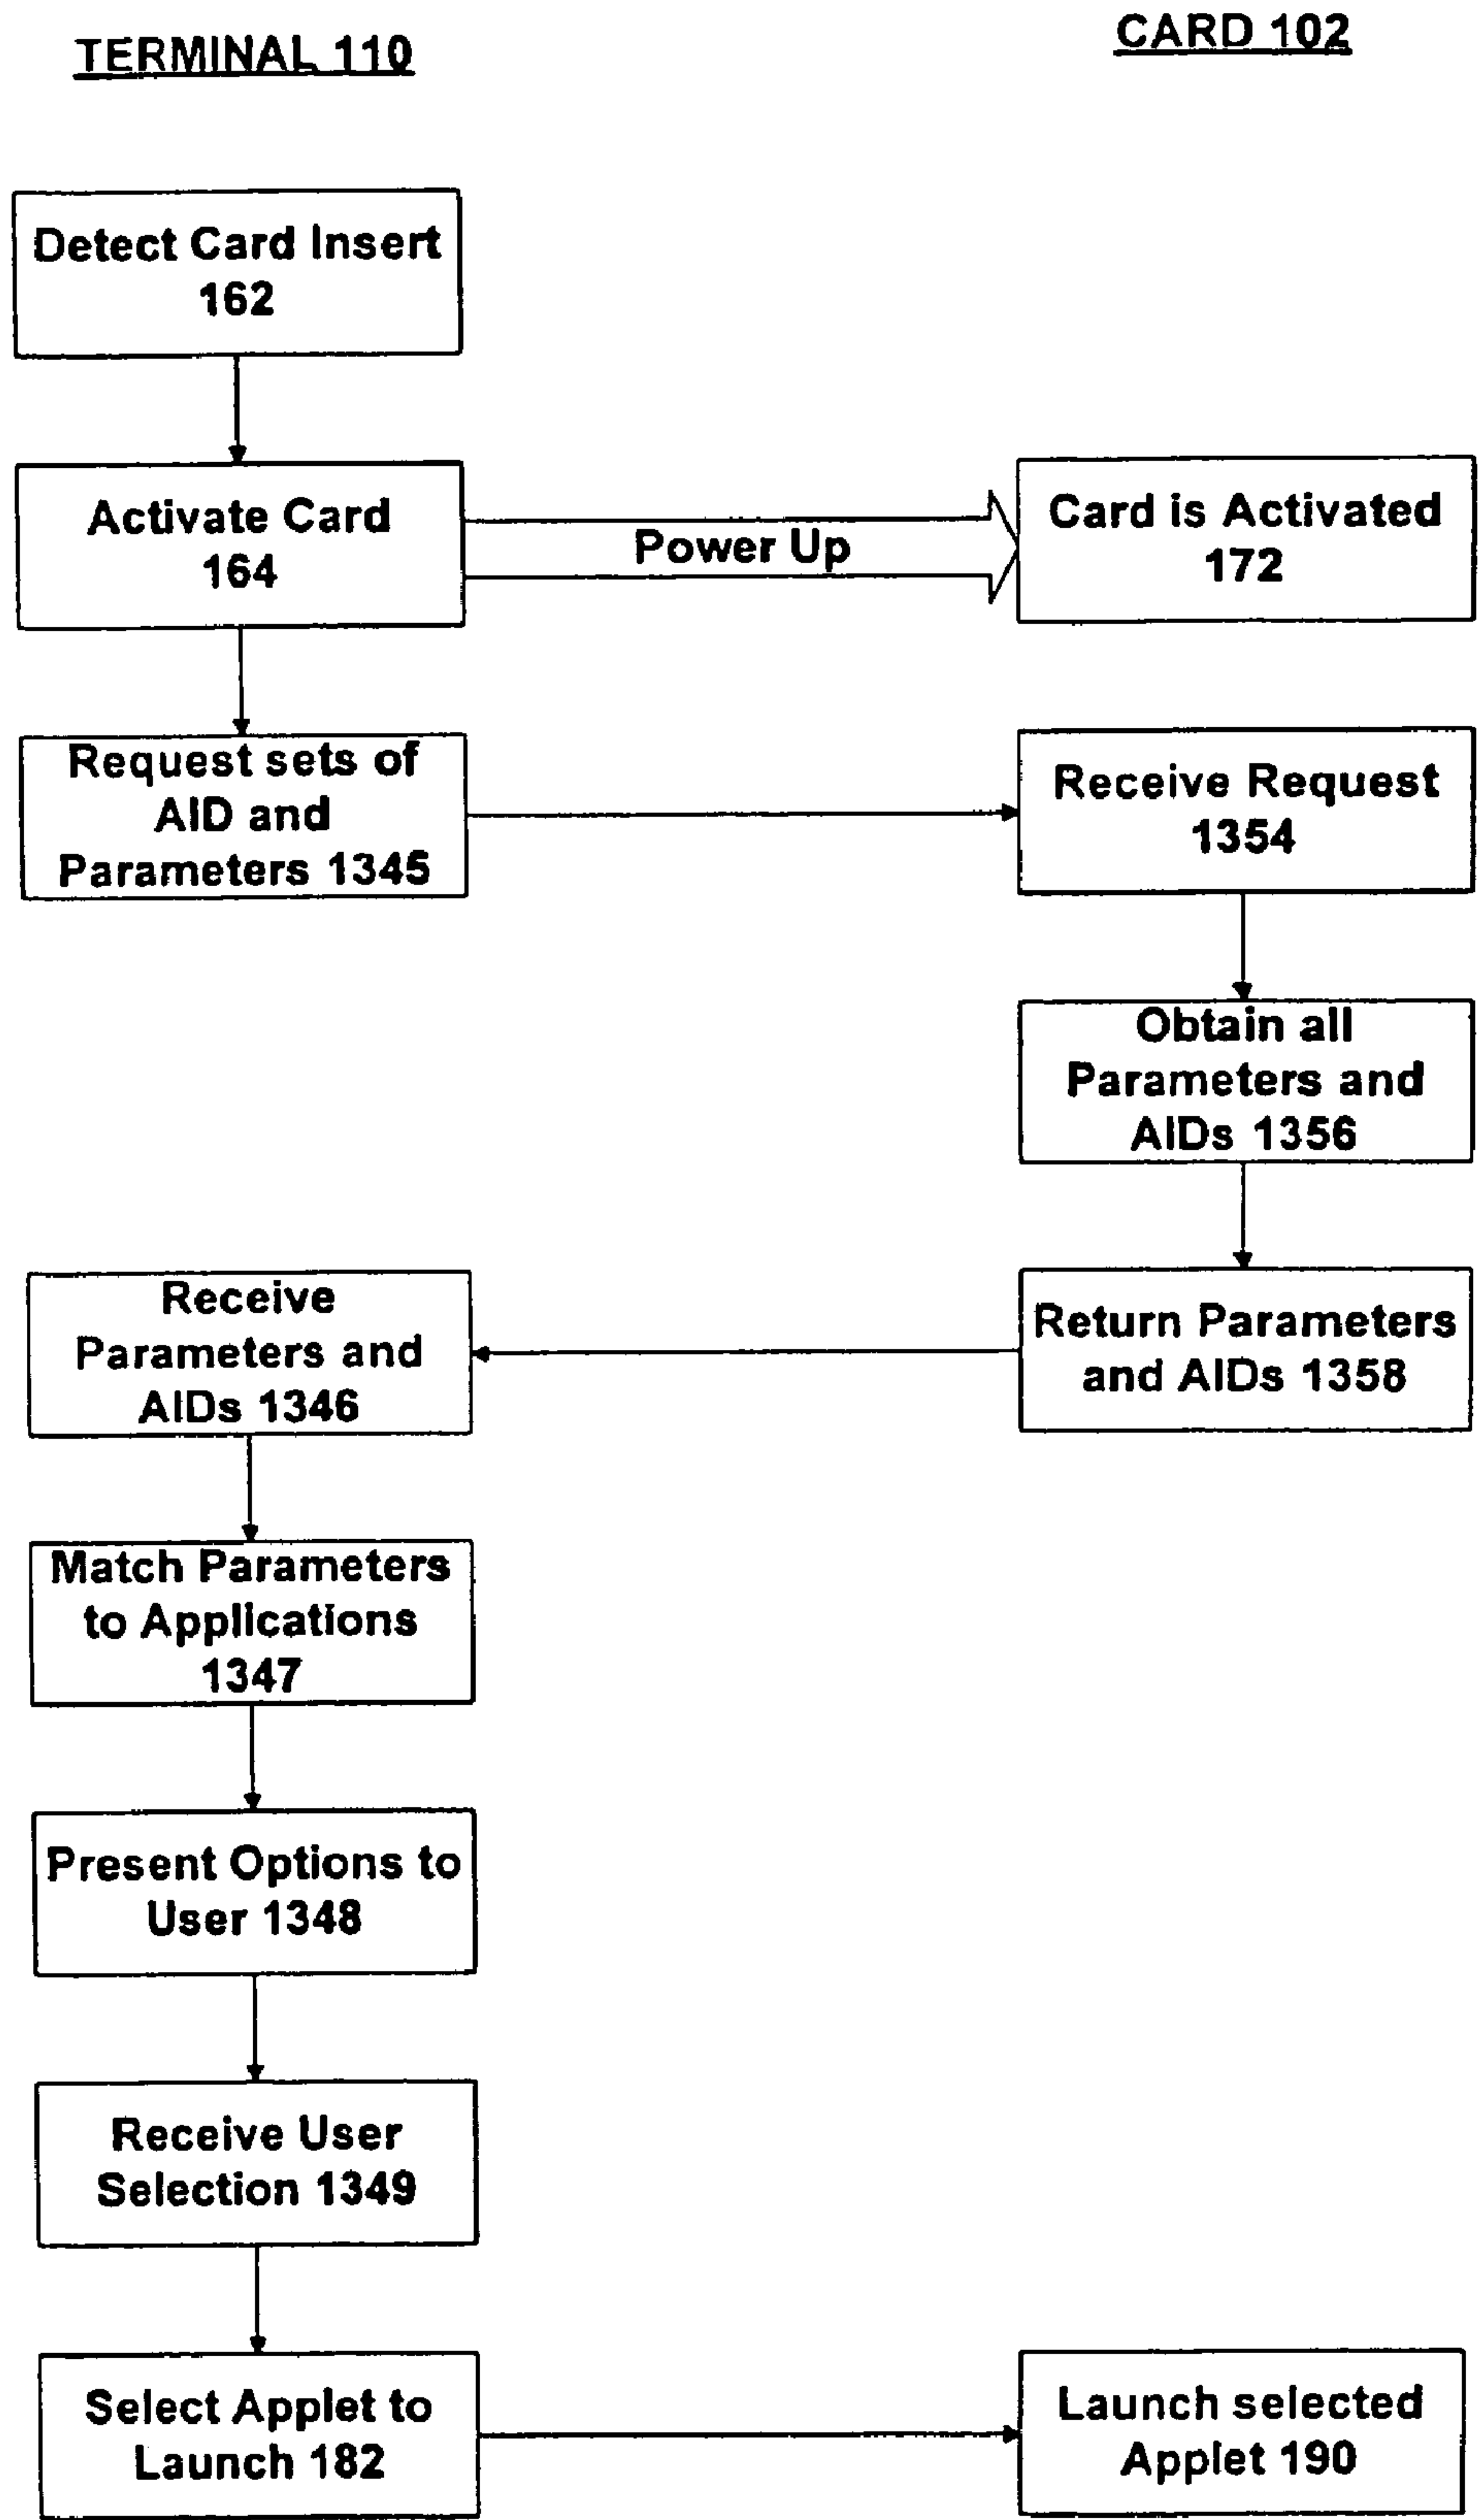 TERMINAL 110
CARD 102
Detect Card Insert
162
Activate Card
164
Power Up
Card is Activated
172
Request sets of
AID and
Parameters 1345
Receive Request
1354
Obtain all
Parameters and
AIDs 1356
Return Parameters
and AIDs 1358
Receive
Parameters and
AIDs 1346
Match Parameters
to Applications
1347
Present Options to
User 1348
Receive User
Selection 1349
Select Applet to
Launch 182
Launch selected
Applet 190